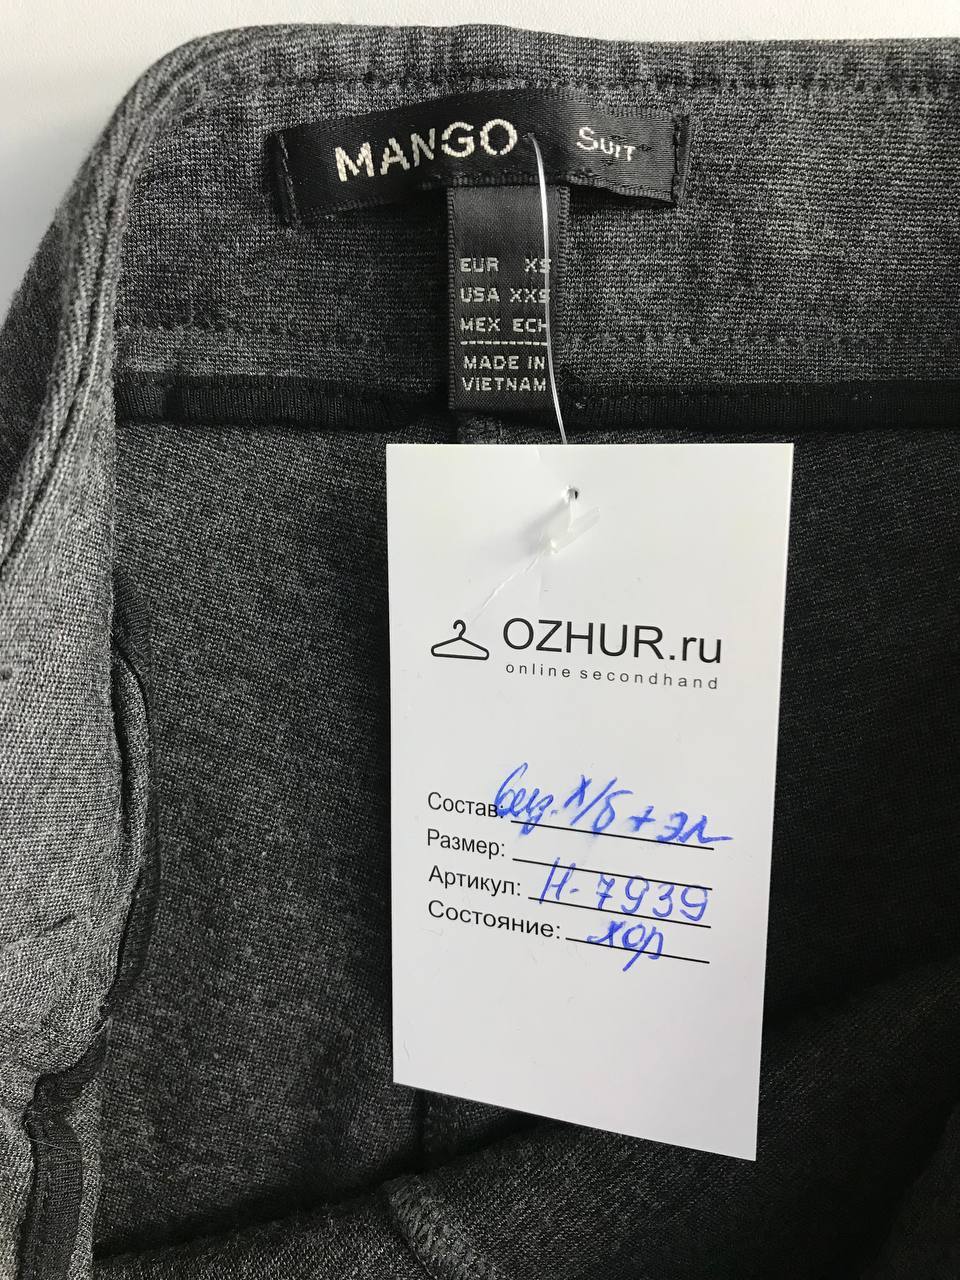 MANGO SUIT
EUR XS
USA XXS
MEX ECH
MADE IN
VIETNAM
OZHUR.ru
online secondhand
Состав: виз. х/б + эл
Размер:
Артикул: Н-7939
Состояние: хор